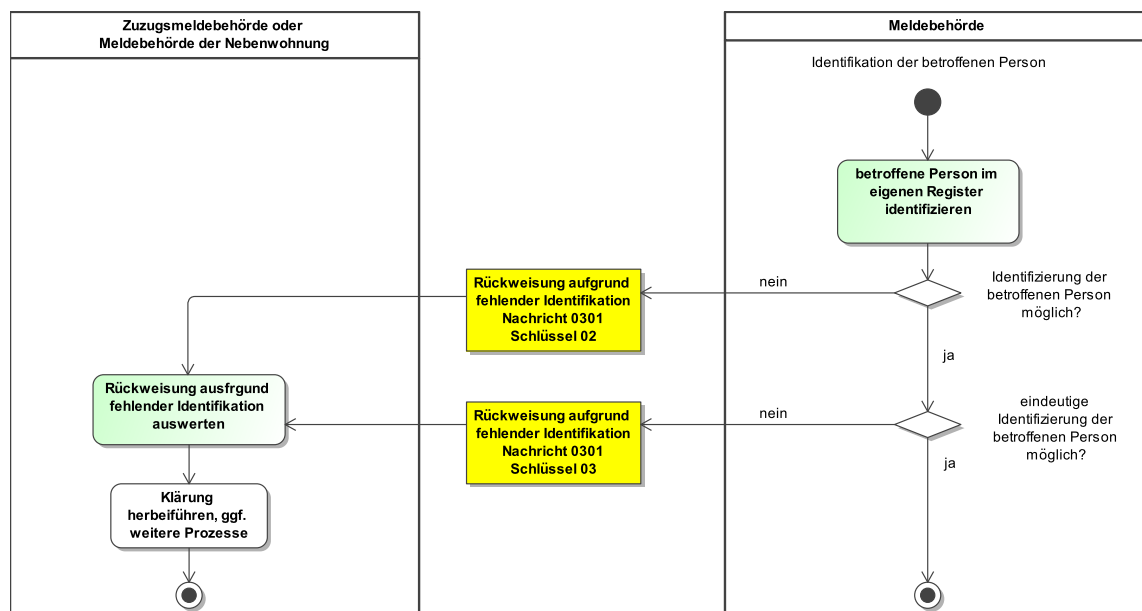 Zuzugsmeldebehörde oder
Meldebehörde der Nebenwohnung
Meldebehörde
Identifikation der betroffenen Person
betroffene Person im
eigenen Register
identifizieren
Identifizierung der
betroffenen Person
möglich?
nein
Rückweisung aufgrund
fehlender Identifikation
Nachricht 0301
Schlüssel 02
ja
Rückweisung ausfrgund
fehlender Identifikation
auswerten
Rückweisung aufgrund
fehlender Identifikation
Nachricht 0301
Schlüssel 03
nein
eindeutige
Identifizierung der
betroffenen Person
möglich?
ja
Klärung
herbeiführen, ggf.
weitere Prozesse